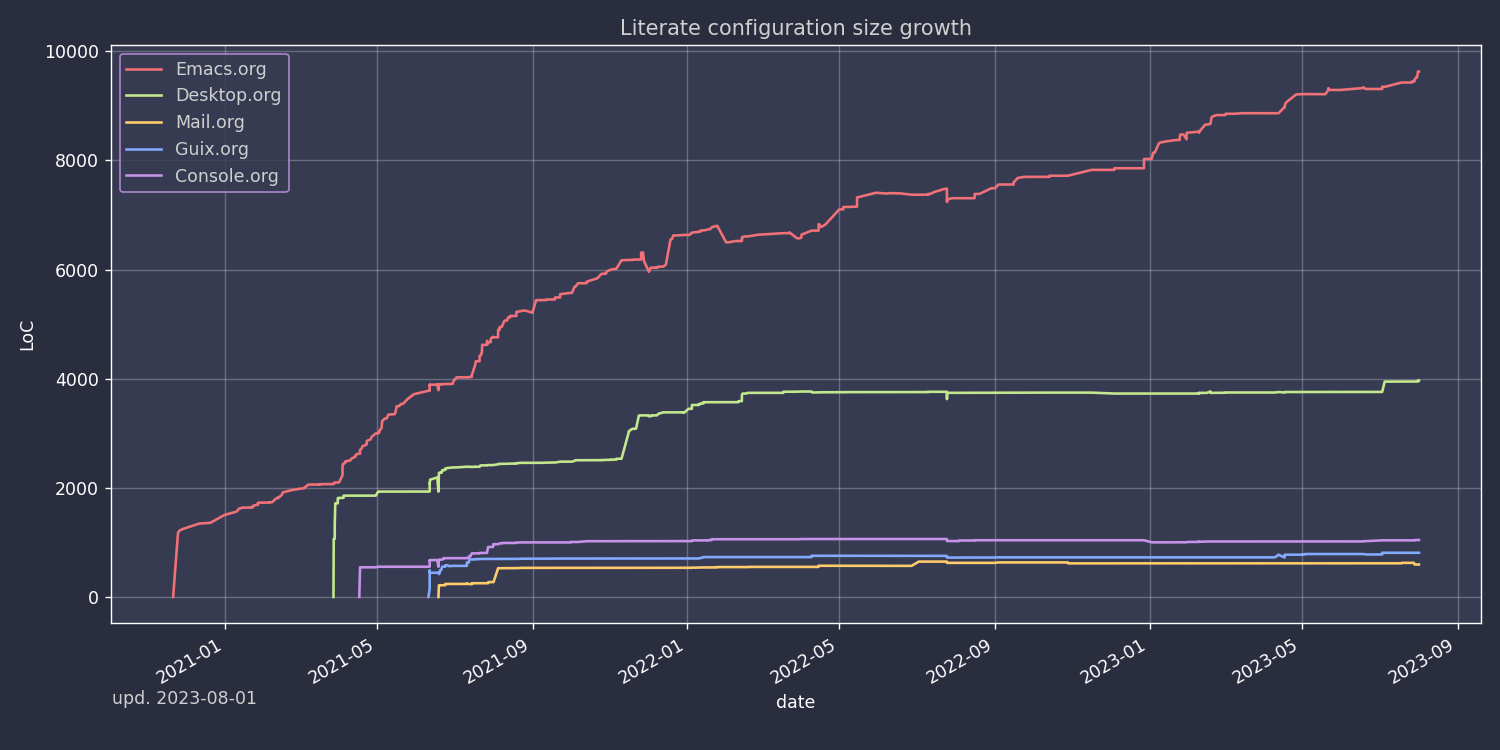 Literate configuration size growth
10000
8000
6000
4000
2000
0
LoC
Emacs.org
Desktop.org
Mail.org
Guix.org
Console.org
2021-01
2021-05
2021-09
2022-01
2022-05
2022-09
2023-01
2023-05
2023-09
date
upd. 2023-08-01